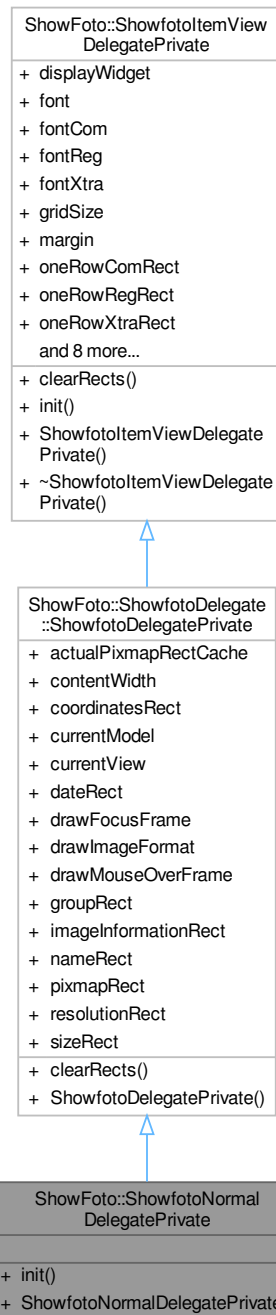 ShowFoto::ShowfotoItemView
DelegatePrivate
+ displayWidget
+ font
+ fontCom
+ fontReg
+ fontXtra
+ gridSize
+ margin
+ oneRowComRect
+ oneRowRegRect
+ oneRowXtraRect
and 8 more...
+ clearRects()
+ init()
+ ShowfotoItemViewDelegate
Private()
+ ~ShowfotoItemViewDelegate
Private()
ShowFoto::ShowfotoDelegate
::ShowfotoDelegatePrivate
+ actualPixmapRectCache
+ contentWidth
+ coordinatesRect
+ currentModel
+ currentView
+ dateRect
+ drawFocusFrame
+ drawImageFormat
+ drawMouseOverFrame
+ groupRect
+ imageInformationRect
+ nameRect
+ pixmapRect
+ resolutionRect
+ sizeRect
+ clearRects()
+ ShowfotoDelegatePrivate()
ShowFoto::ShowfotoNormal
DelegatePrivate
+ init()
+ ShowfotoNormalDelegatePrivate